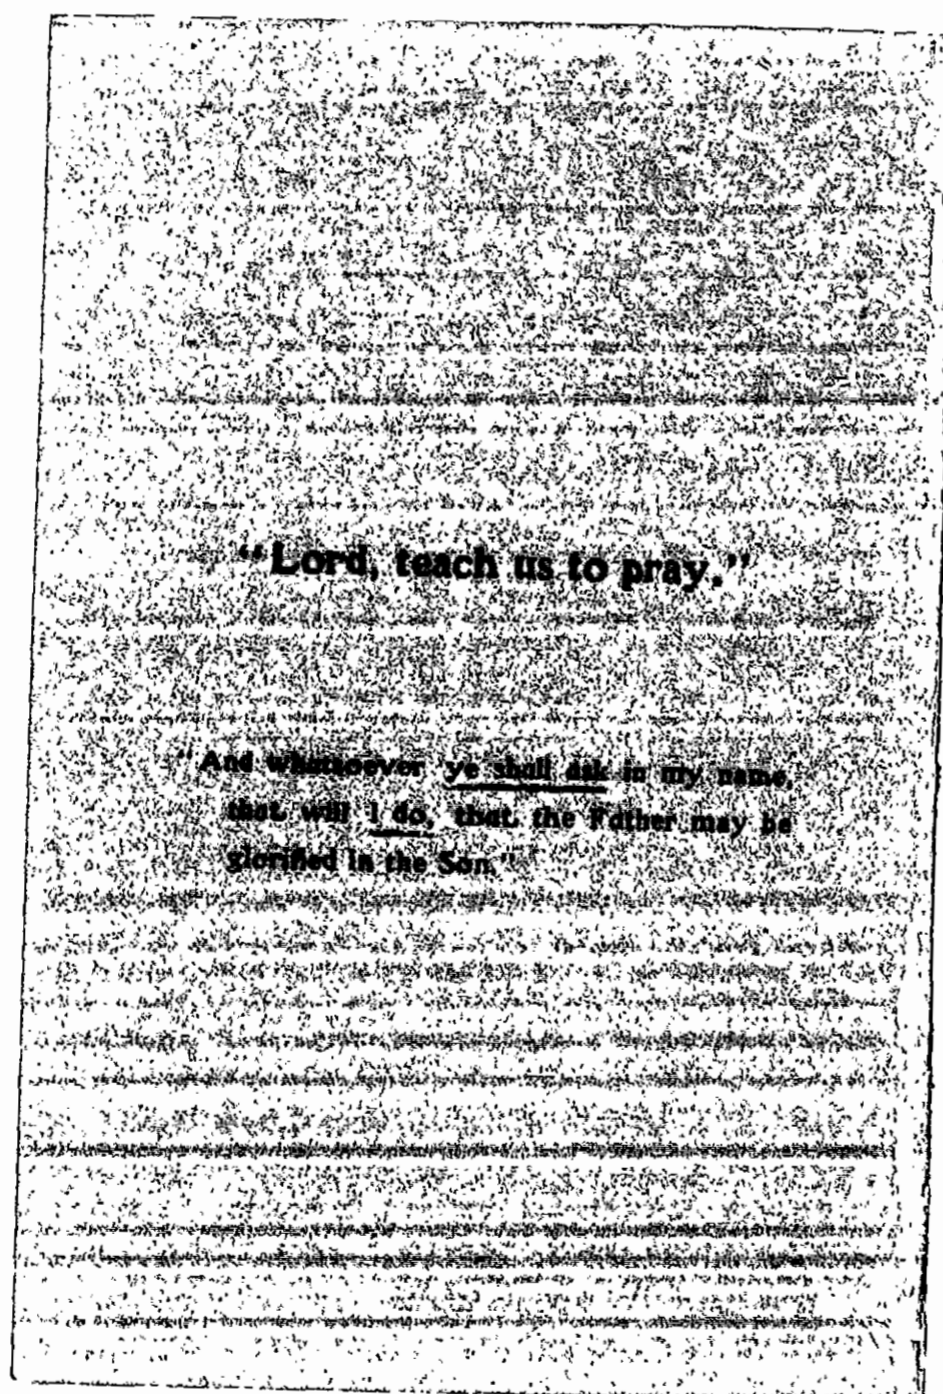 “Lord, teach us to pray.”
“And whatsoever ye shall ask in my name,
that will I do, that the Father may be
glorified in the Son.”